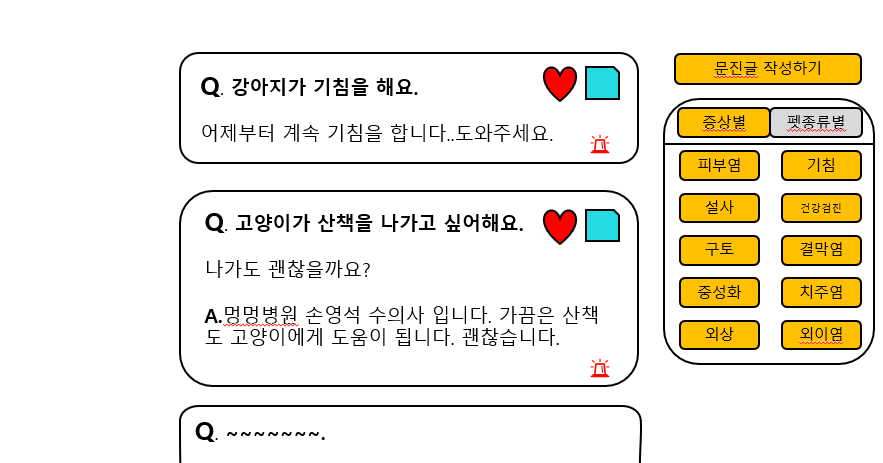 Q. 강아지가 기침을 해요.
어제부터 계속 기침을 합니다..도와주세요.
Q. 고양이가 산책을 나가고 싶어해요.
나가도 괜찮을까요?
A.멍멍병원 손영석 수의사 입니다. 가끔은 산책
도 고양이에게 도움이 됩니다. 괜찮습니다.
Q. ~~~~~~~.
문진글 작성하기
증상별 펫종류별
피부염 기침
설사 건강검진
구토 결막염
중성화 치주염
외상 외이염